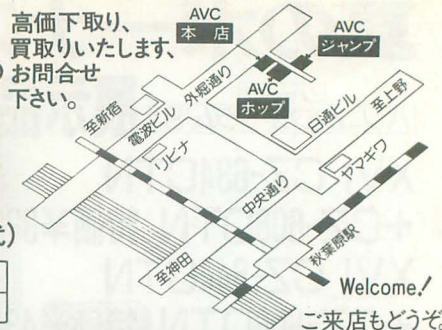 高価下取り、
買取りいたします、
お問合せ
下さい。
AVC
本店
AVC
ジャンプ
AVC
ホップ
外堀通り
至新宿
電波ビル
リビナ
日通ビル
至上野
ヤマギワ
中央通り
至神田
秋葉原駅
Welcome!
ご来店もどうぞ